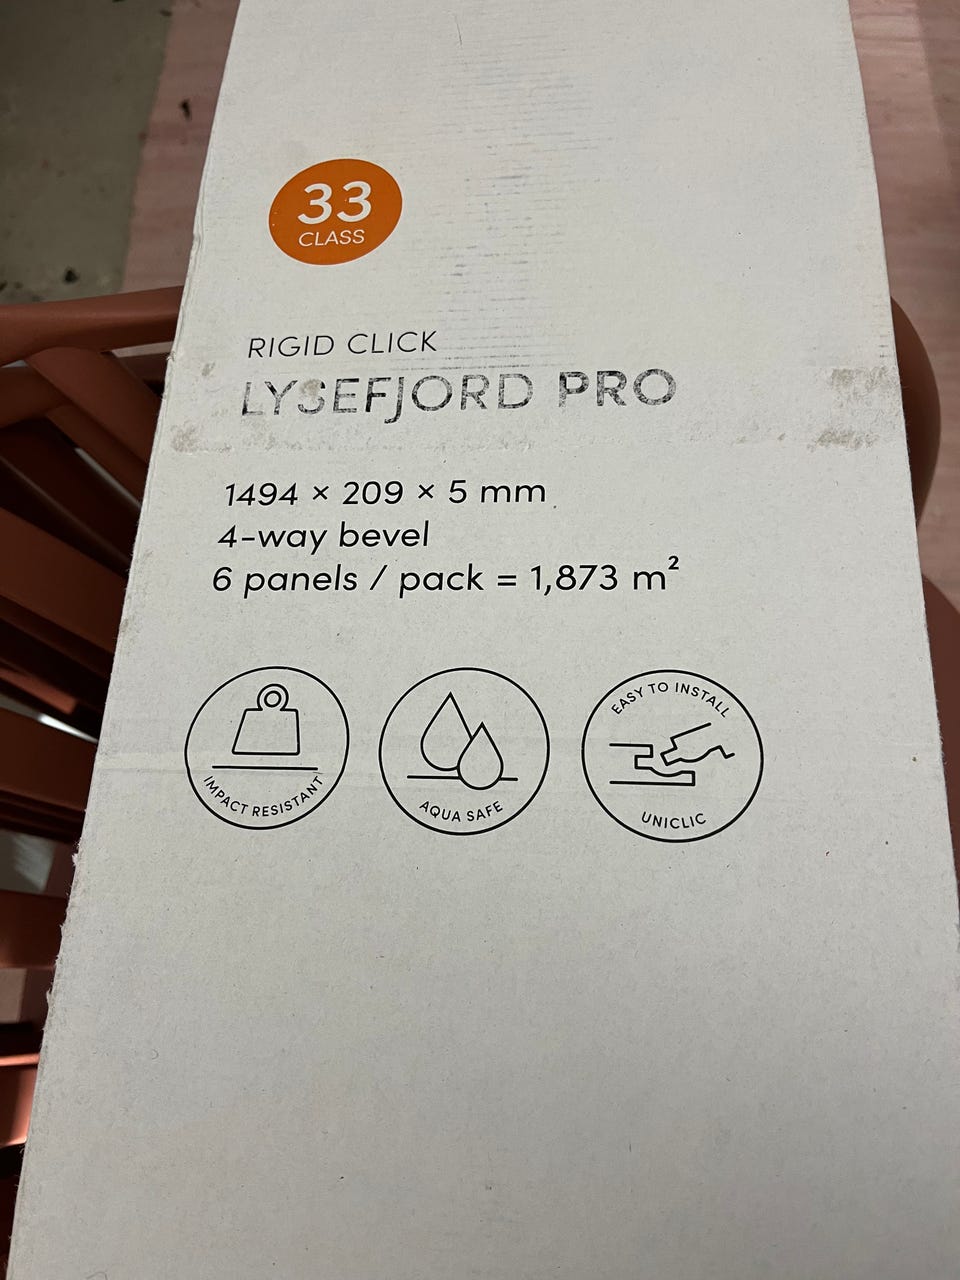 33
CLASS
RIGID CLICK
LYSEFJORD PRO
1494 × 209 × 5 mm
4-way bevel
6 panels / pack = 1,873 m²
IMPACT RESISTANT
AQUA SAFE
EASY TO INSTALL
UNICLIC